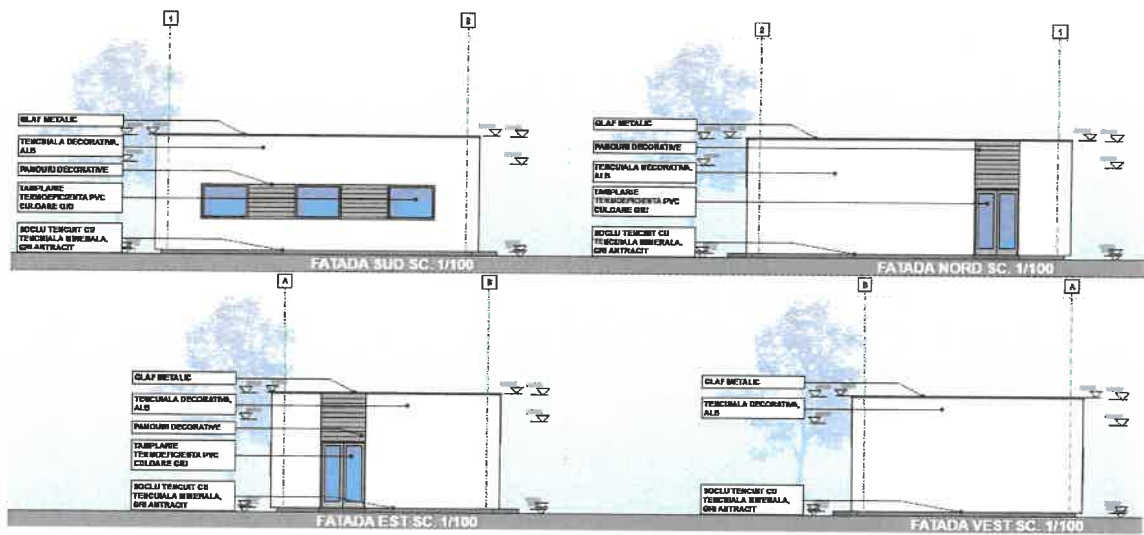 1
2
GLAF METALIC
TENCUIALA DECORATIVA,
ALB
PANOURI DECORATIVE
TAMPLARIE
TERMOEFICIENTA PVC
CULOARE GRI
SOCLU TENCUIT CU
TENCUIALA MINERALA,
GRI ANTRACIT
FATADA SUD SC. 1/100
2
1
GLAF METALIC
PANOURI DECORATIVE
TENCUIALA DECORATIVA,
ALB
TAMPLARIE
TERMOEFICIENTA PVC
CULOARE GRI
SOCLU TENCUIT CU
TENCUIALA MINERALA,
GRI ANTRACIT
FATADA NORD SC. 1/100
A
B
GLAF METALIC
TENCUIALA DECORATIVA,
ALB
PANOURI DECORATIVE
TAMPLARIE
TERMOEFICIENTA PVC
CULOARE GRI
SOCLU TENCUIT CU
TENCUIALA MINERALA,
GRI ANTRACIT
FATADA EST SC. 1/100
B
A
GLAF METALIC
TENCUIALA DECORATIVA,
ALB
SOCLU TENCUIT CU
TENCUIALA MINERALA,
GRI ANTRACIT
FATADA VEST SC. 1/100